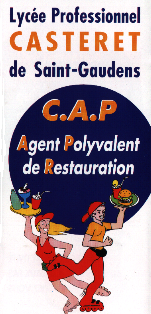 Lycée Professionnel
CASTERET
de Saint-Gaudens
C.A.P
Agent Polyvalent
de Restauration